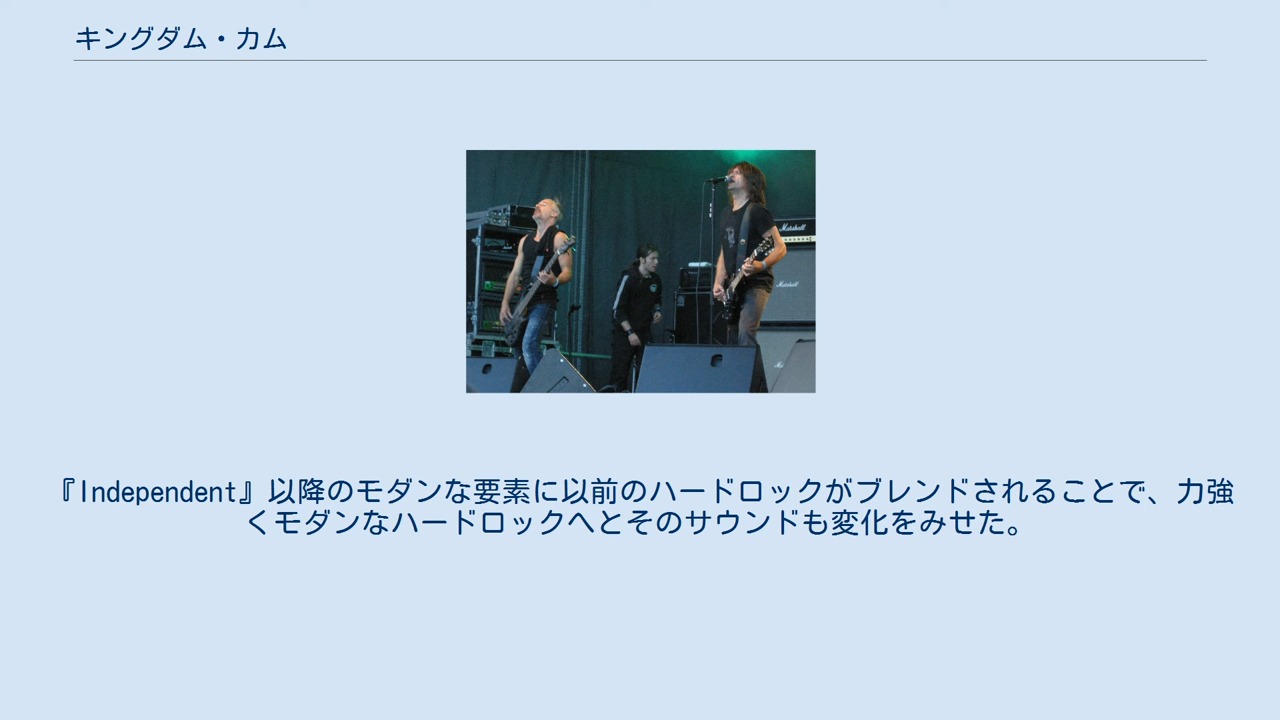 キングダム・カム
Marshall
Marshall
『Independent』以降のモダンな要素に以前のハードロックがブレンドされることで、力強
くモダンなハードロックへとそのサウンドも変化をみせた。